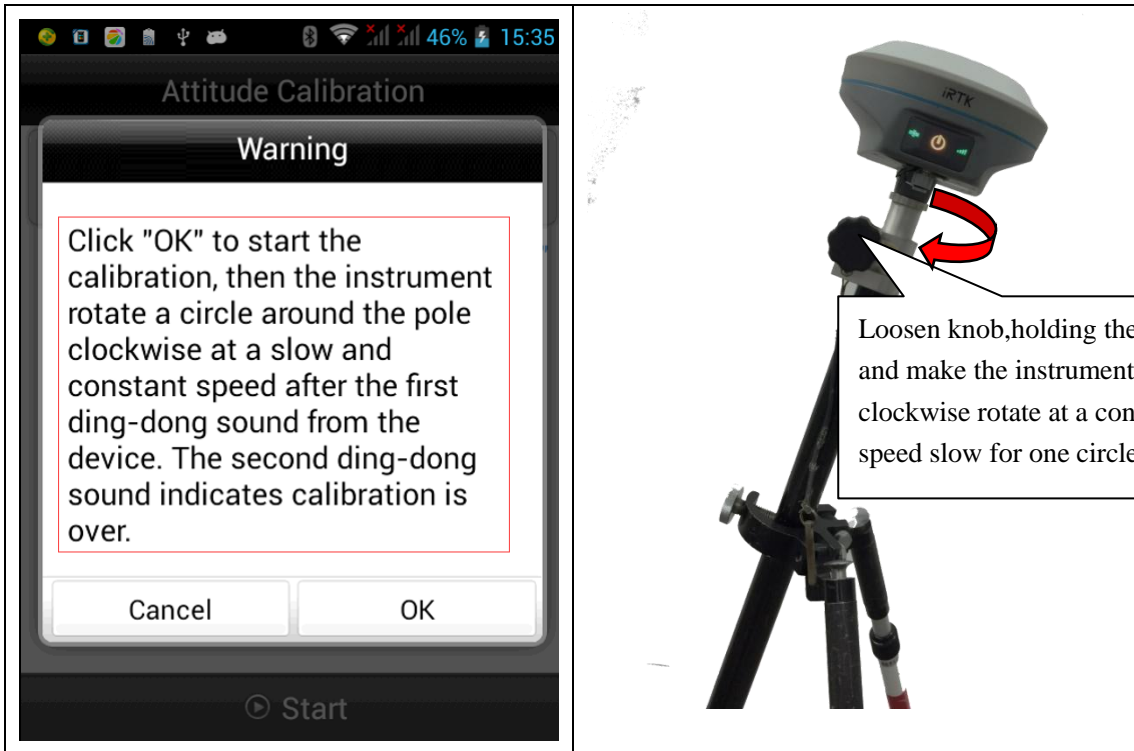 46% 15:35
Attitude Calibration
Warning
Click "OK" to start the
calibration, then the instrument
rotate a circle around the pole
clockwise at a slow and
constant speed after the first
ding-dong sound from the
device. The second ding-dong
sound indicates calibration is
over.
Cancel OK
Start
iRTK
Loosen knob,holding the
and make the instrument
clockwise rotate at a con
speed slow for one circle